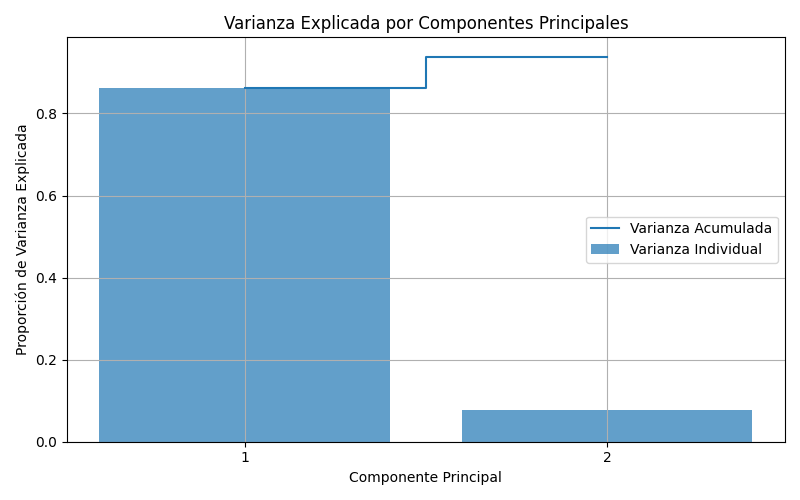 Varianza Explicada por Componentes Principales
Proporción de Varianza Explicada
0.8
0.6
0.4
0.2
0.0
Varianza Acumulada
Varianza Individual
1
2
Componente Principal